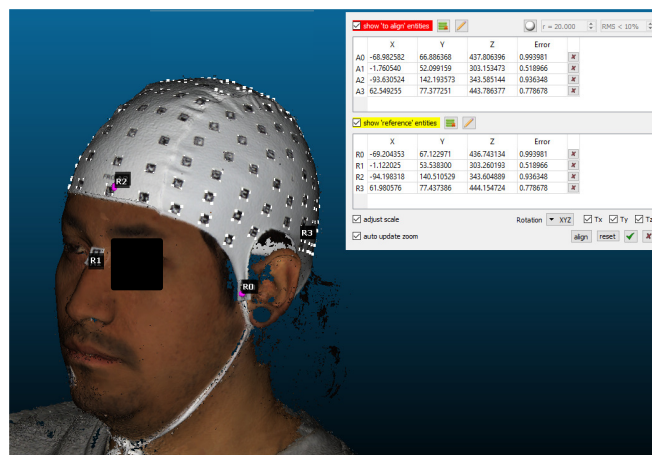 show 'to align' entities r = 20.000 RMS < 10%
X Y Z Error
A0 -68.982582 66.886368 437.806396 0.993981
A1 -1.760540 52.099159 303.153473 0.518966
A2 -93.630524 142.193573 343.585144 0.936348
A3 62.549255 77.377251 443.786377 0.778678
show 'reference' entities
X Y Z Error
R0 -69.204353 67.122971 436.743134 0.993981
R1 -1.122025 53.538300 303.260193 0.518966
R2 -94.198318 140.510529 343.604889 0.936348
R3 61.980576 77.437386 444.154724 0.778678
adjust scale Rotation XYZ Tx Ty Tz
auto update zoom align reset
R2
R3
R1
R0